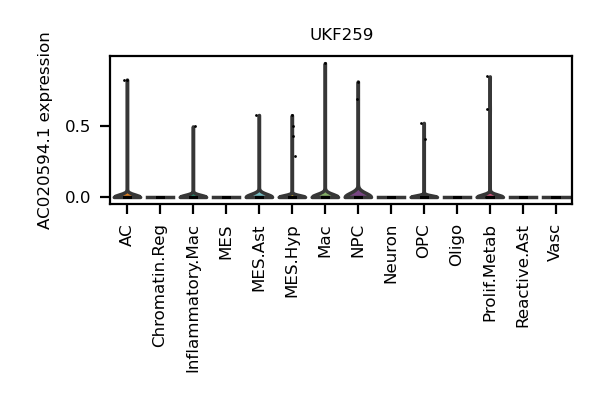 UKF259
AC020594.1 expression
0.5
0.0
AC
Chromatin.Reg
Inflammatory.Mac
MES
MES.Ast
MES.Hyp
Mac
NPC
Neuron
OPC
Oligo
Prolif.Metab
Reactive.Ast
Vasc